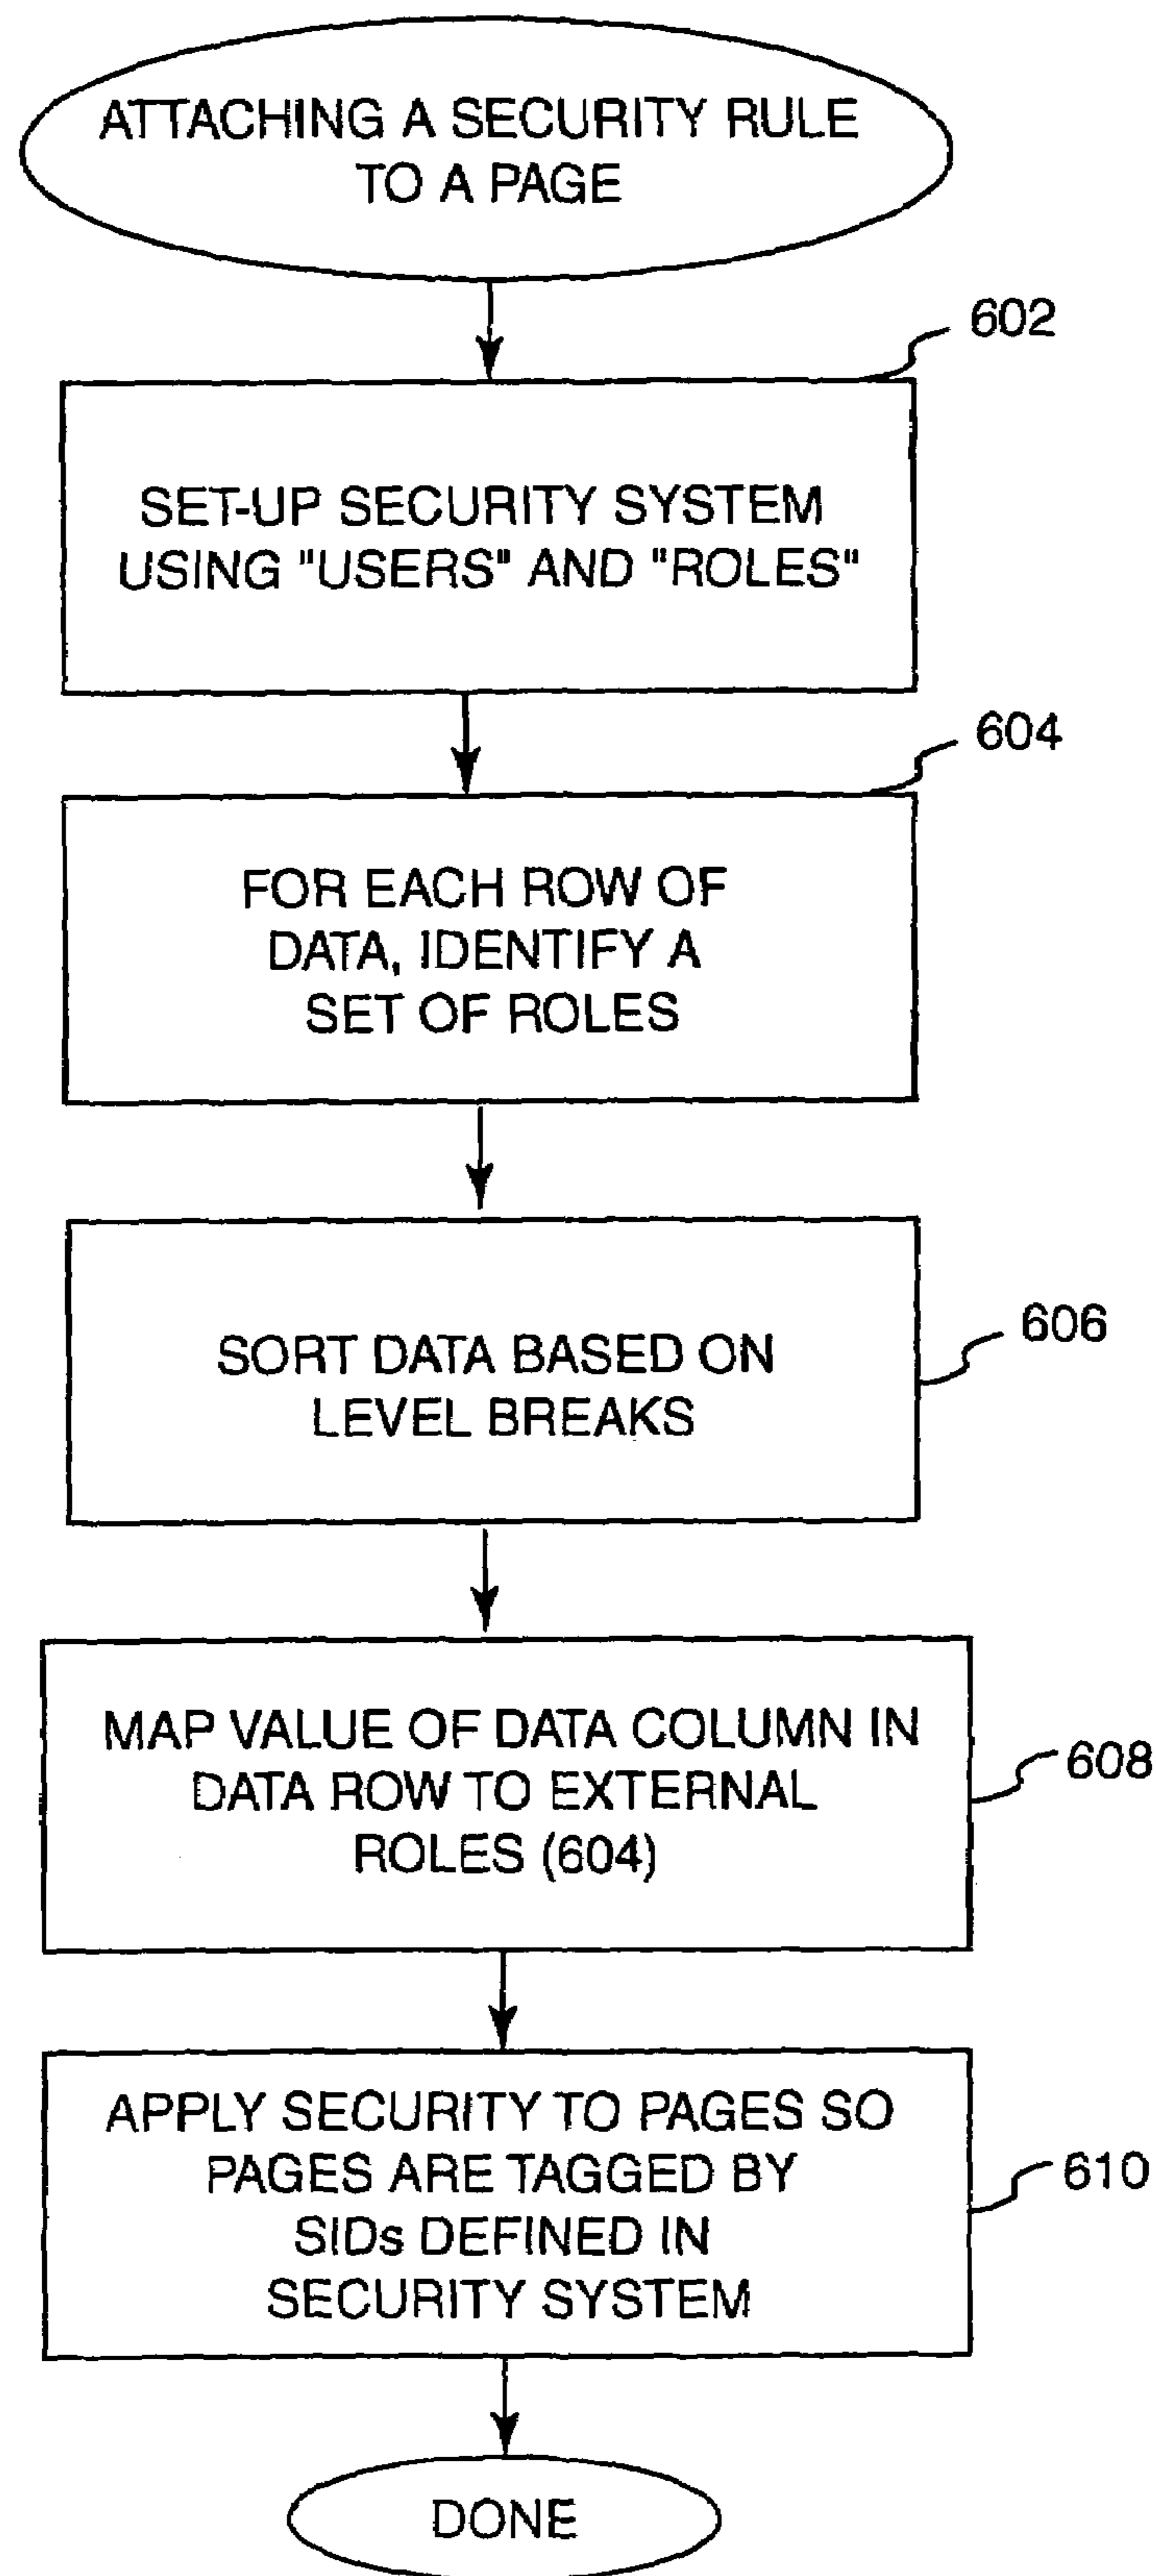 ATTACHING A SECURITY RULE
TO A PAGE
602
SET-UP SECURITY SYSTEM
USING "USERS" AND "ROLES"
604
FOR EACH ROW OF
DATA, IDENTIFY A
SET OF ROLES
606
SORT DATA BASED ON
LEVEL BREAKS
608
MAP VALUE OF DATA COLUMN IN
DATA ROW TO EXTERNAL
ROLES (604)
610
APPLY SECURITY TO PAGES SO
PAGES ARE TAGGED BY
SIDs DEFINED IN
SECURITY SYSTEM
DONE